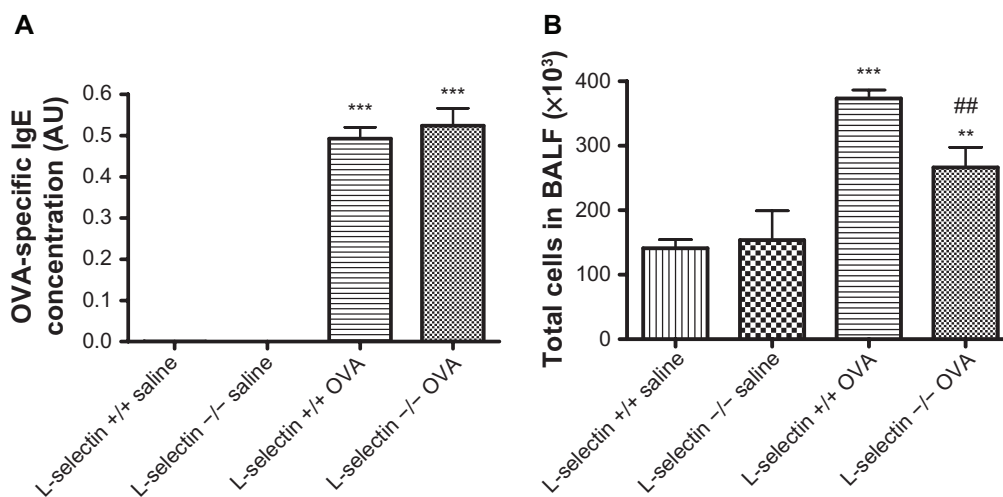 A
OVA-specific IgE
concentration (AU)
0.6
0.5
0.4
0.3
0.2
0.1
0.0
***
***
L-selectin +/+ saline
L-selectin −/− saline
L-selectin +/+ OVA
L-selectin −/− OVA
B
Total cells in BALF (×10³)
400
300
200
100
0
***
##
**
L-selectin +/+ saline
L-selectin −/− saline
L-selectin +/+ OVA
L-selectin −/− OVA